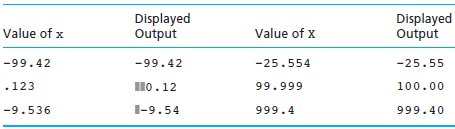 Displayed Displayed
Value of x Output Value of X Output
-99.42 -99.42 -25.554 -25.55
.123 ▮▮0.12 99.999 100.00
-9.536 ▮-9.54 999.4 999.40